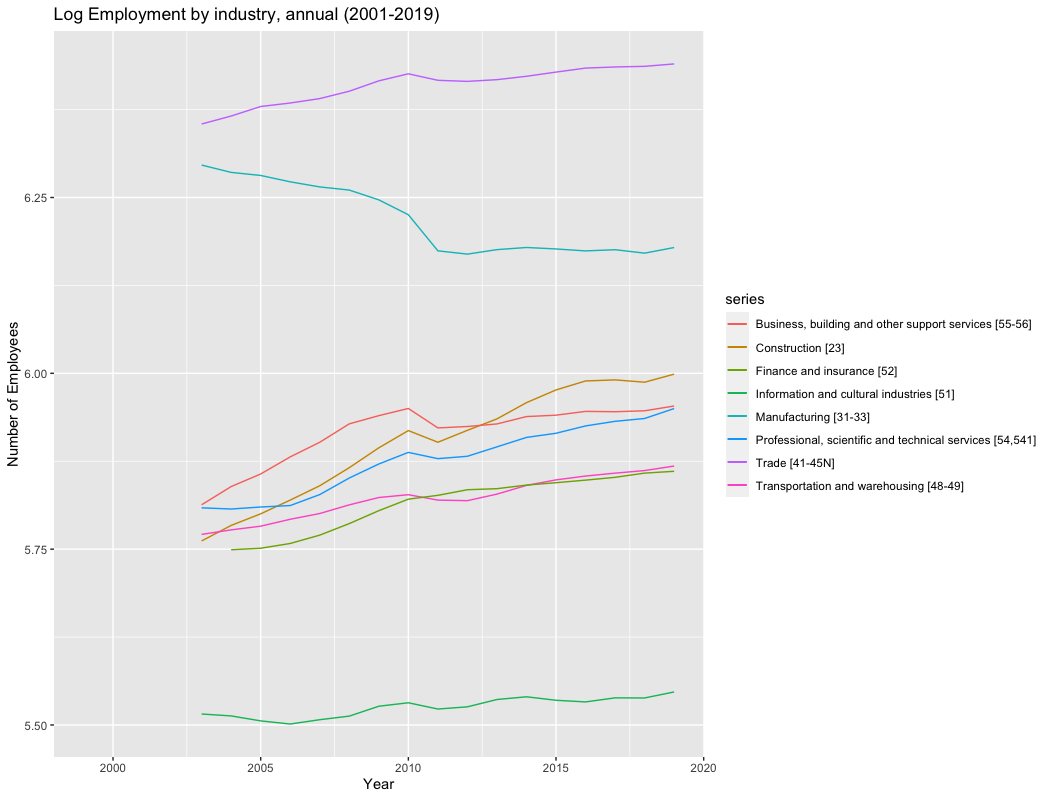 Log Employment by industry, annual (2001-2019)
6.25
6.00
5.75
5.50
Number of Employees
2000
2005
2010
2015
2020
Year
series
Business, building and other support services [55-56]
Construction [23]
Finance and insurance [52]
Information and cultural industries [51]
Manufacturing [31-33]
Professional, scientific and technical services [54,541]
Trade [41-45N]
Transportation and warehousing [48-49]